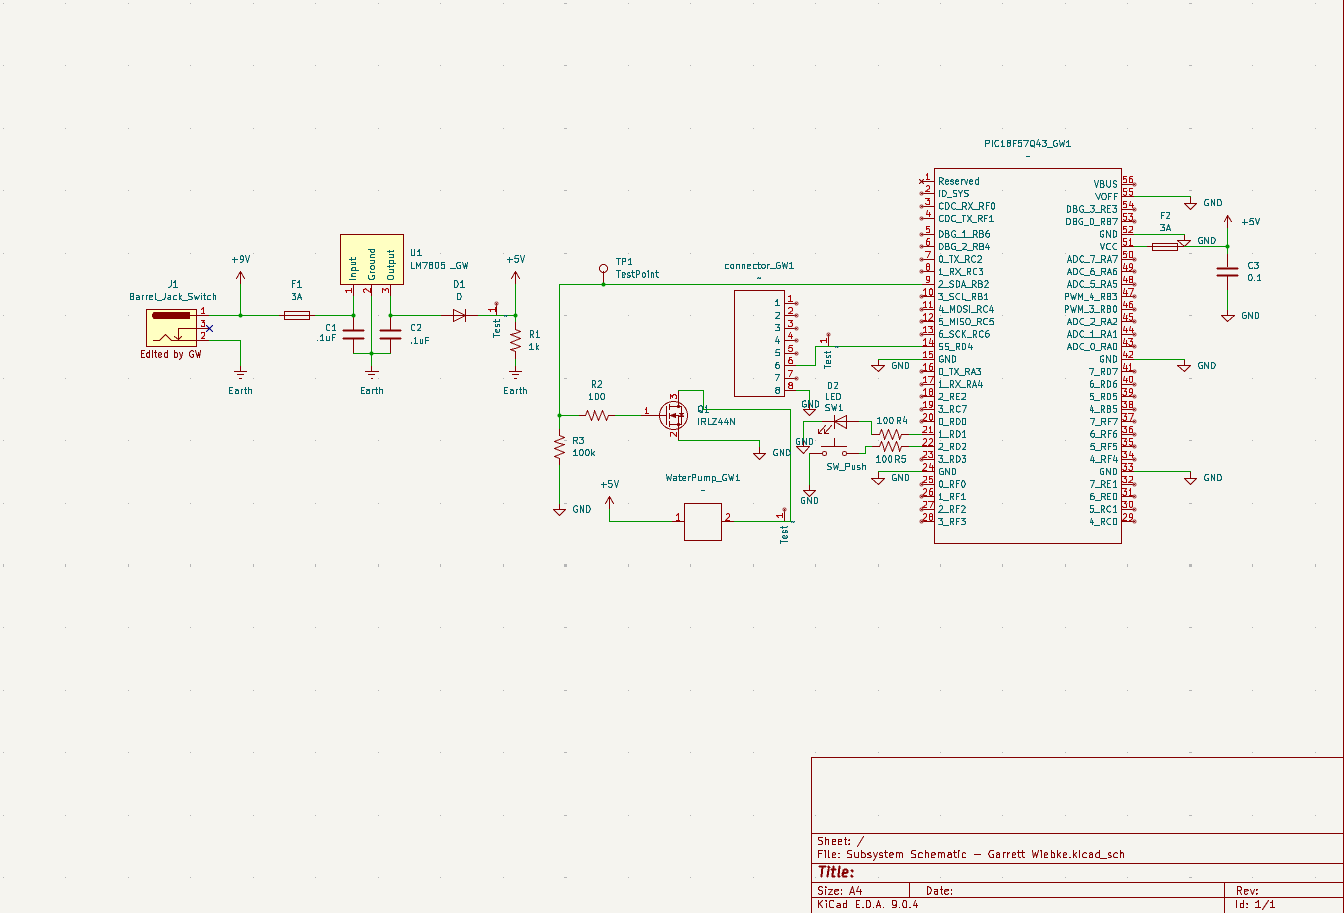 PIC18F57Q43_GW1
~
J1
Barrel_Jack_Switch
1
3
2
Edited by GW
+9V
Earth
F1
3A
U1
LM7805 _GW
Input
Ground
Output
1
2
3
C1
.1uF
C2
.1uF
Earth
D1
D
1
Test
+5V
R1
1k
Earth
TP1
TestPoint
R2
100
R3
100k
GND
1
3
2
Q1
IRLZ44N
GND
+5V
WaterPump_GW1
~
1
2
1
Test
connector_GW1
~
1 1
2 2
3 3
4 4
5 5
6 6
7 7
8 8
GND
1
Test
D2
LED
SW1
GND
SW_Push
GND
100 R4
100 R5
1 Reserved
2 ID_SYS
3 CDC_RX_RF0
4 CDC_TX_RF1
5 DBG_1_RB6
6 DBG_2_RB4
7 0_TX_RC2
8 1_RX_RC3
9 2_SDA_RB2
10 3_SCL_RB1
11 4_MOSI_RC4
12 5_MISO_RC5
13 6_SCK_RC6
14 SS_RD4
15 GND
GND
16 0_TX_RA3
17 1_RX_RA4
18 2_RE2
19 3_RC7
20 0_RD0
21 1_RD1
22 2_RD2
23 3_RD3
24 GND
GND
25 0_RF0
26 1_RF1
27 2_RF2
28 3_RF3
VBUS 56
VOFF 55
GND
DBG_3_RE3 54
DBG_0_RB7 53
GND 52
GND
VCC 51
F2
3A
+5V
C3
0.1
GND
ADC_7_RA7 50
ADC_6_RA6 49
ADC_5_RA5 48
PWM_4_RB3 47
PWM_3_RB0 46
ADC_2_RA2 45
ADC_1_RA1 44
ADC_0_RA0 43
GND 42
GND
7_RD7 41
6_RD6 40
5_RD5 39
4_RB5 38
7_RF7 37
6_RF6 36
5_RF5 35
4_RF4 34
GND 33
GND
7_RE1 32
6_RE0 31
5_RC1 30
4_RC0 29
Sheet: /
File: Subsystem Schematic – Garrett Wiebke.kicad_sch
Title:
Size: A4 Date: Rev:
KiCad E.D.A. 9.0.4 Id: 1/1